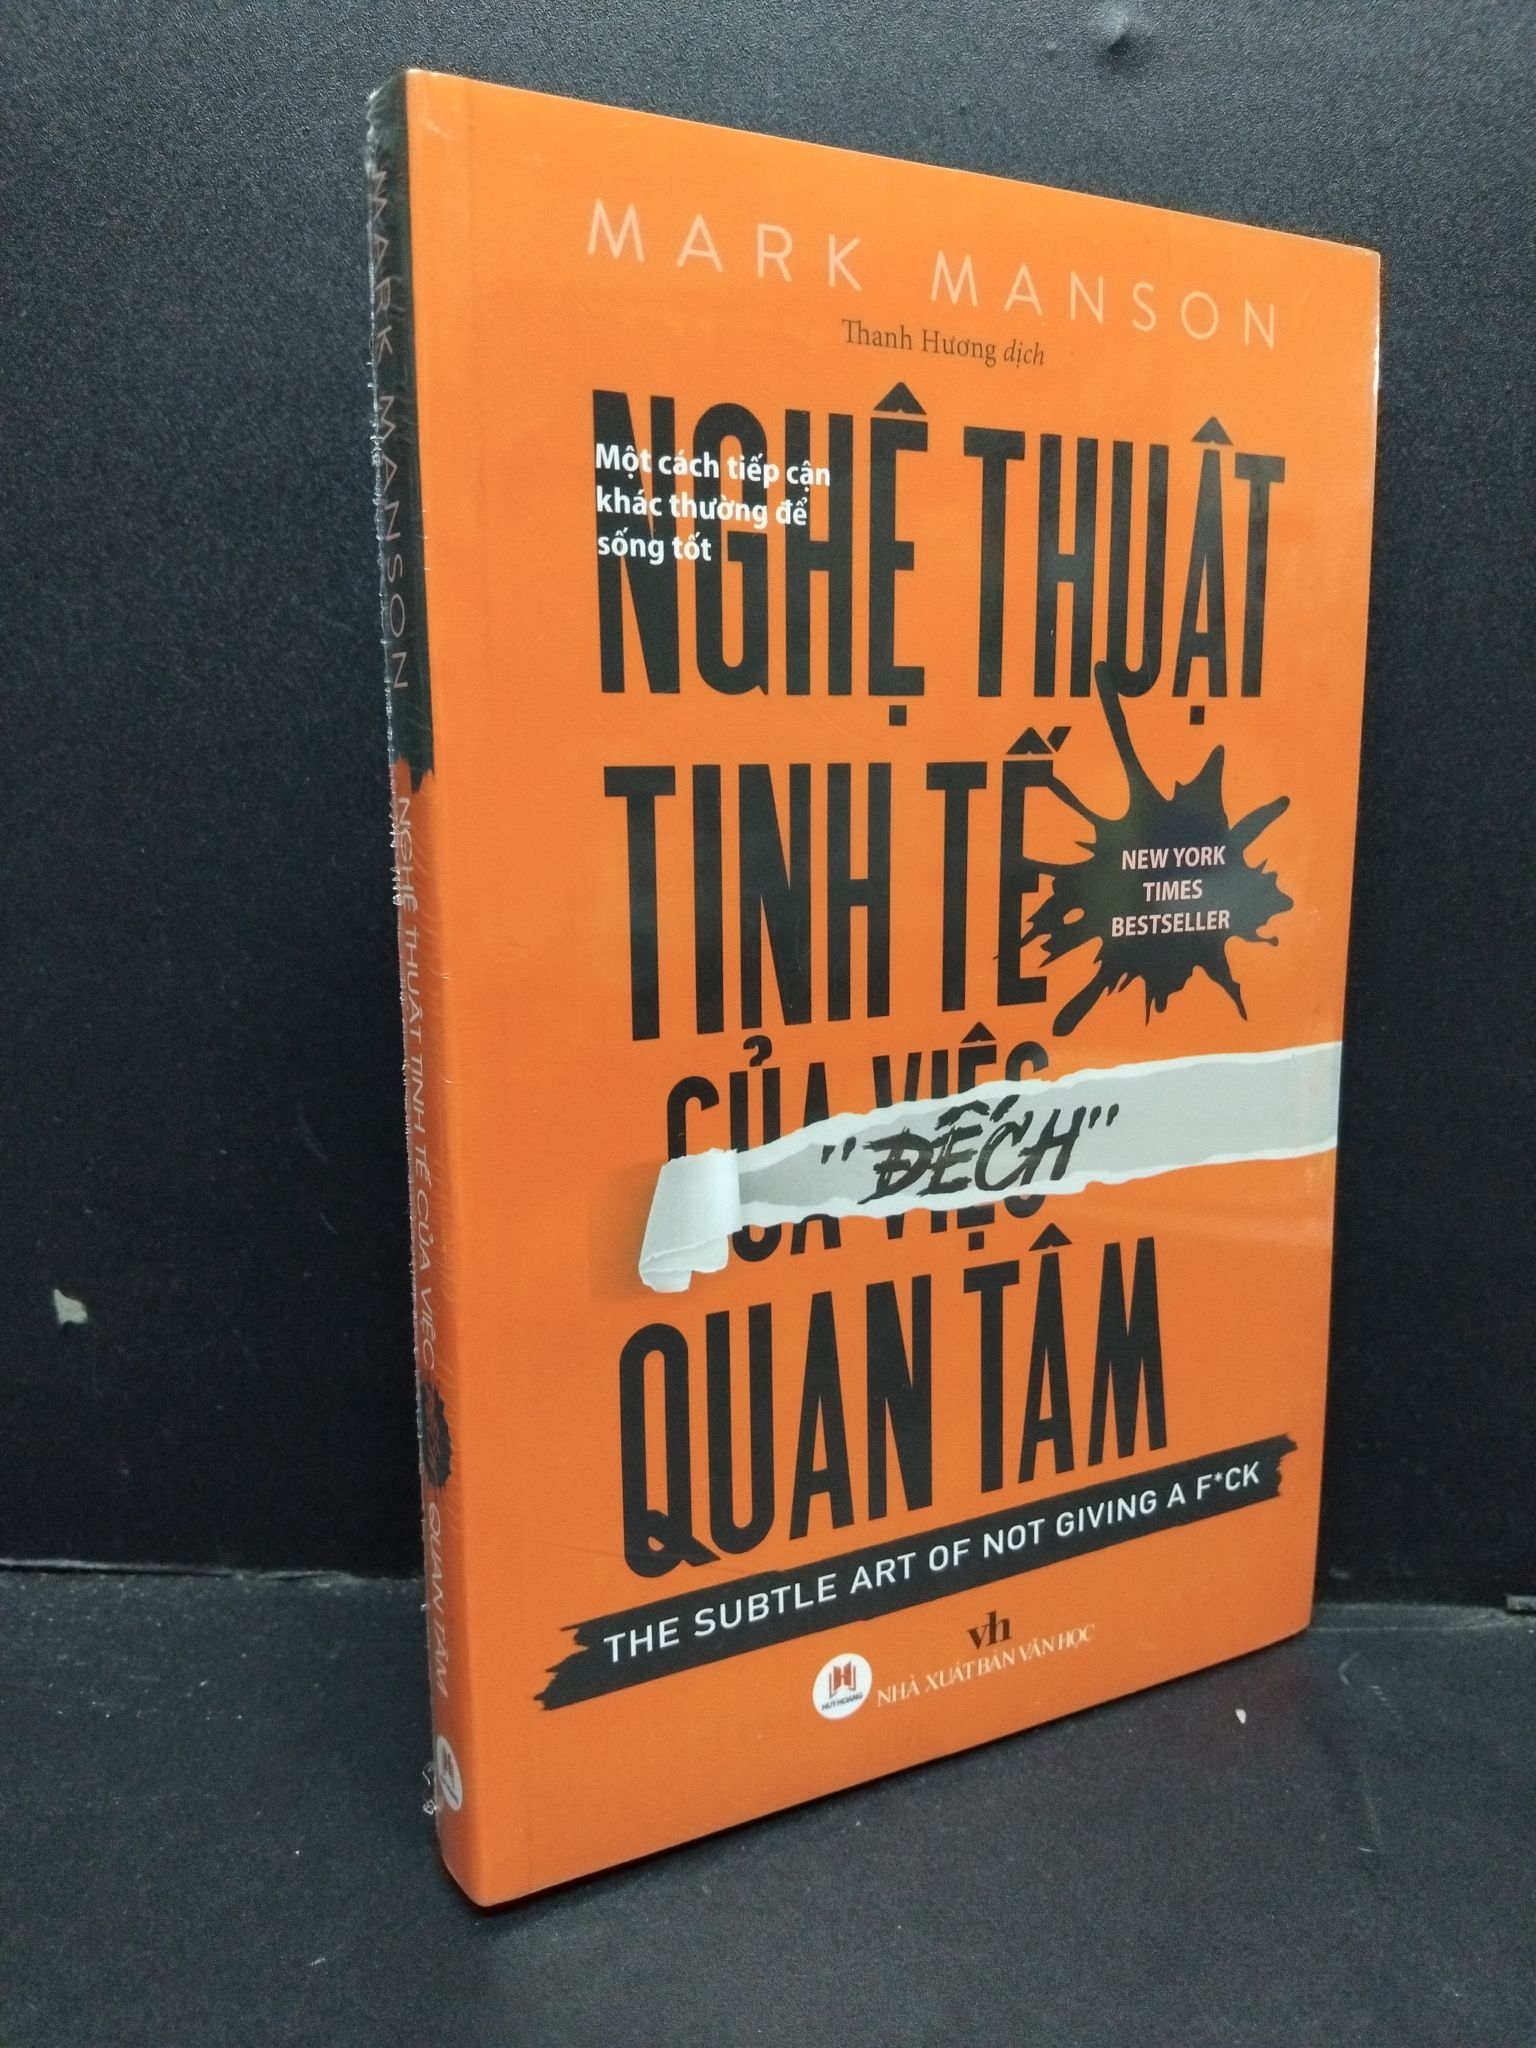 MARK MANSON
Thanh Hương dịch
NGHỆ THUẬT
Một cách tiếp cận
khác thường để
sống tốt
TINH TẾ
NEW YORK
TIMES
BESTSELLER
CỦA VIỆC
"ĐẾCH"
QUAN TÂM
THE SUBTLE ART OF NOT GIVING A F*CK
vh
HUYHOANG
NHÀ XUẤT BẢN VĂN HỌC
MARK MANSON
NGHỆ THUẬT TINH TẾ CỦA VIỆC
QUAN TÂM